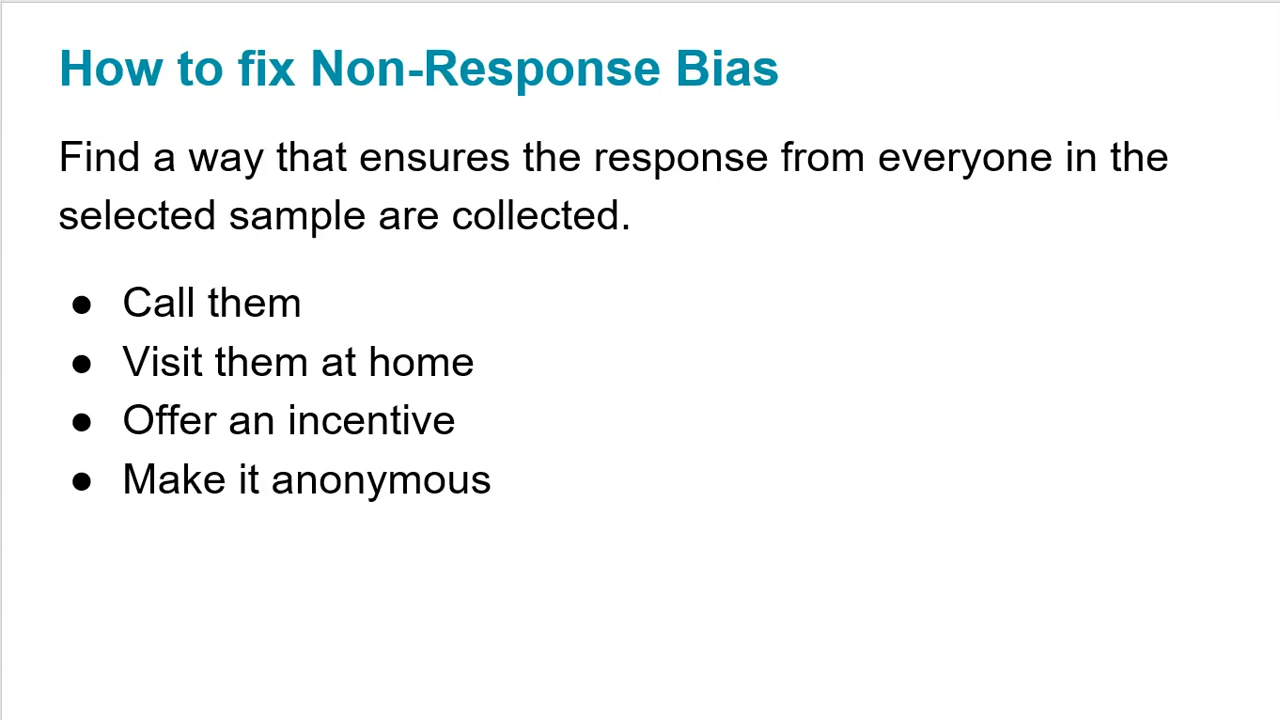 How to fix Non-Response Bias
Find a way that ensures the response from everyone in the
selected sample are collected.
● Call them
● Visit them at home
● Offer an incentive
● Make it anonymous